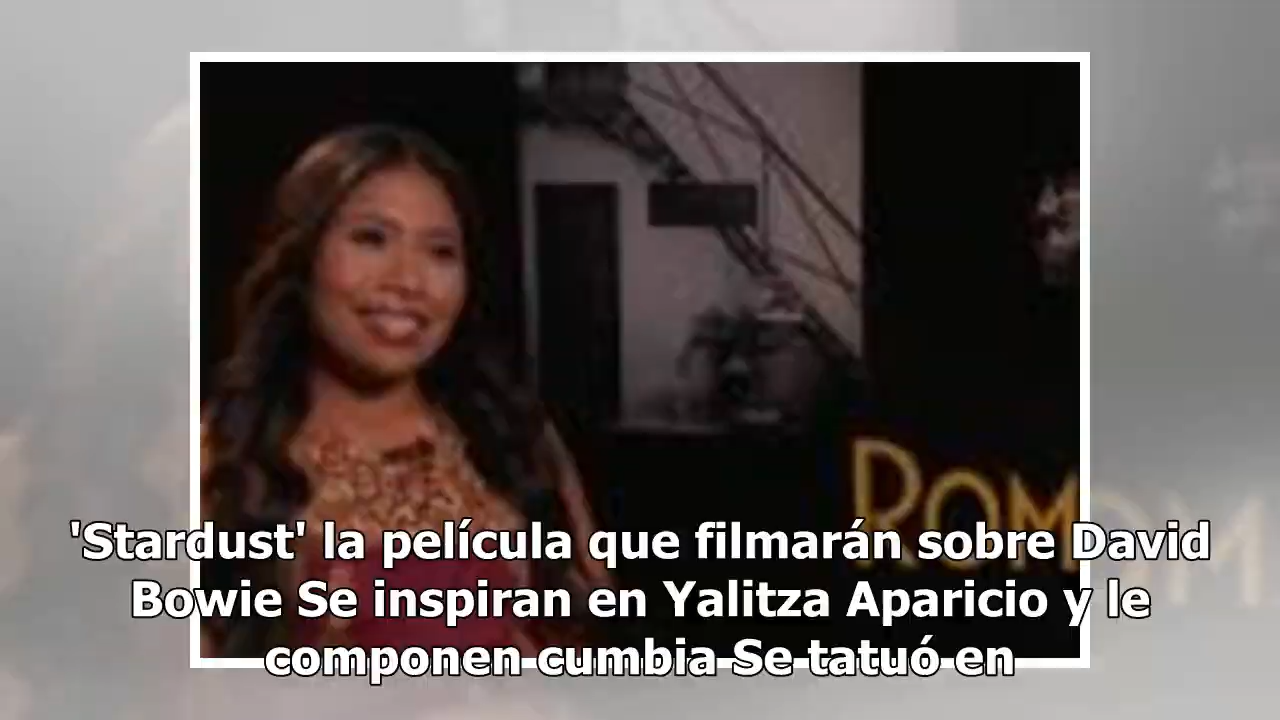 ROMA
'Stardust' la película que filmarán sobre David
Bowie Se inspiran en Yalitza Aparicio y le
componen cumbia Se tatuó en